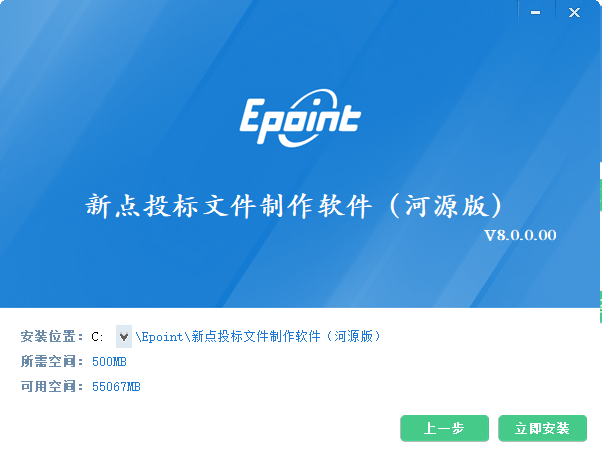 Epoint
新点投标文件制作软件（河源版）
V8.0.0.00
安装位置： C: \Epoint\新点投标文件制作软件（河源版）
所需空间： 500MB
可用空间： 55067MB
上一步 立即安装